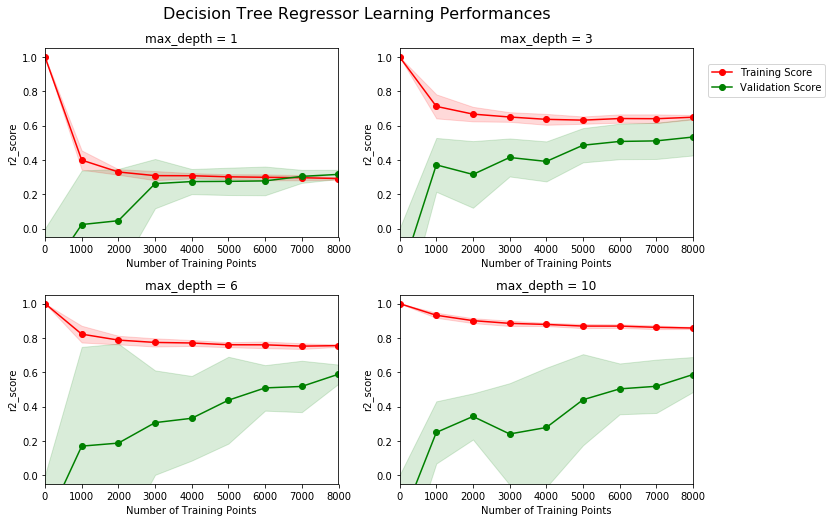 Decision Tree Regressor Learning Performances
max_depth = 1
1.0
0.8
0.6
0.4
0.2
0.0
r2_score
0 1000 2000 3000 4000 5000 6000 7000 8000
Number of Training Points
max_depth = 3
1.0
0.8
0.6
0.4
0.2
0.0
r2_score
0 1000 2000 3000 4000 5000 6000 7000 8000
Number of Training Points
Training Score
Validation Score
max_depth = 6
1.0
0.8
0.6
0.4
0.2
0.0
r2_score
0 1000 2000 3000 4000 5000 6000 7000 8000
Number of Training Points
max_depth = 10
1.0
0.8
0.6
0.4
0.2
0.0
r2_score
0 1000 2000 3000 4000 5000 6000 7000 8000
Number of Training Points